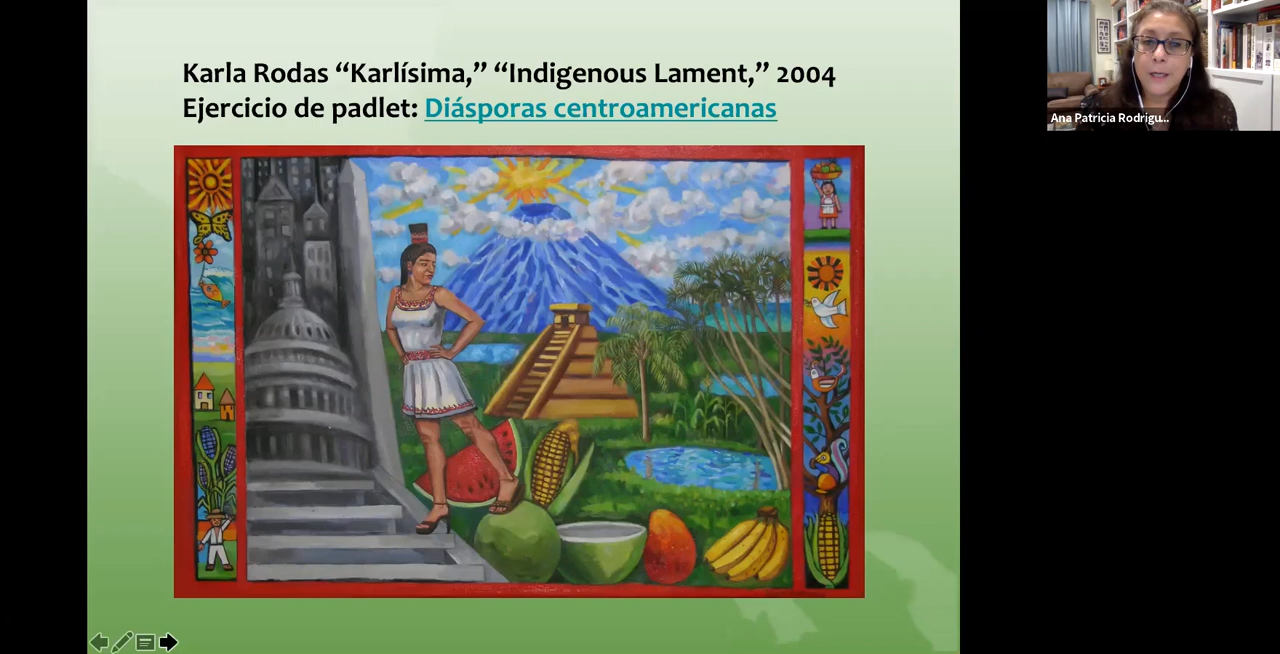 Karla Rodas “Karlísima,” “Indigenous Lament,” 2004
Ejercicio de padlet: Diásporas centroamericanas
Ana Patricia Rodrigu...